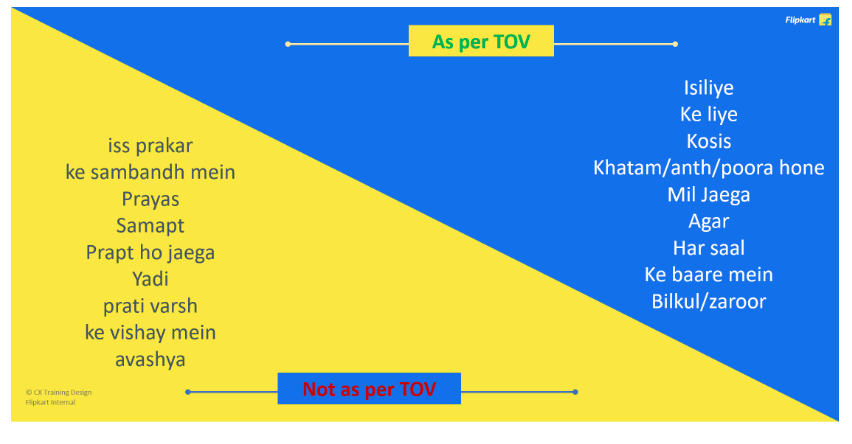 Flipkart
As per TOV
Isiliye
Ke liye
Kosis
Khatam/anth/poora hone
Mil Jaega
Agar
Har saal
Ke baare mein
Bilkul/zaroor
iss prakar
ke sambandh mein
Prayas
Samapt
Prapt ho jaega
Yadi
prati varsh
ke vishay mein
avashya
Not as per TOV
© CX Training Design
Flipkart Internal